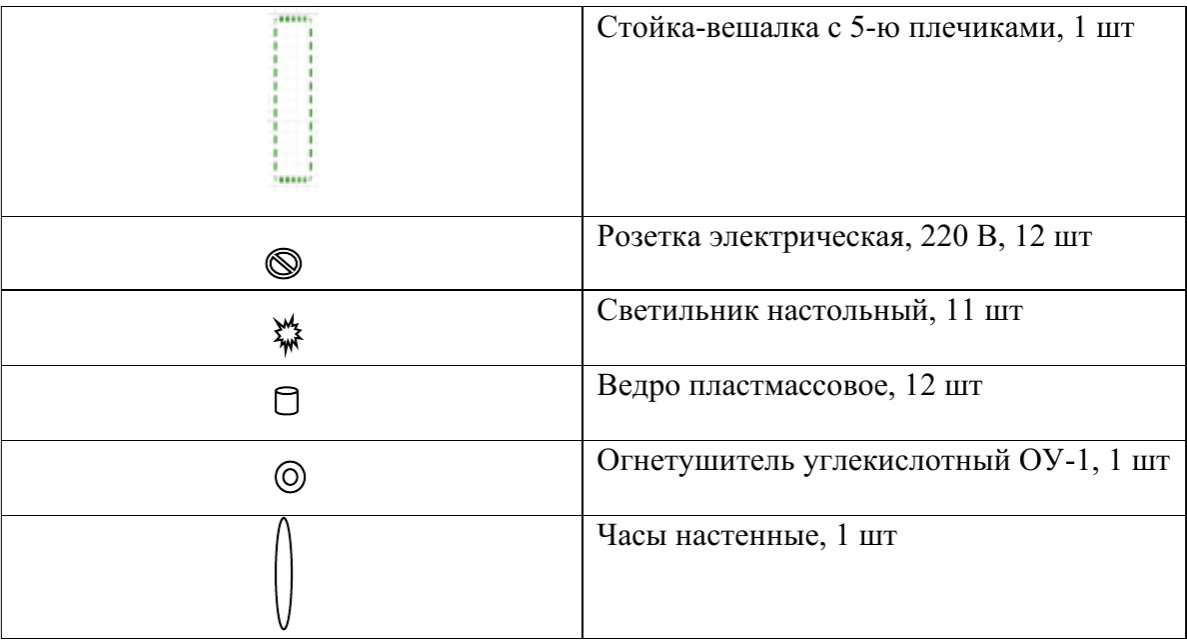 Стойка-вешалка с 5-ю плечиками, 1 шт
Розетка электрическая, 220 В, 12 шт
Светильник настольный, 11 шт
Ведро пластмассовое, 12 шт
Огнетушитель углекислотный ОУ-1, 1 шт
Часы настенные, 1 шт